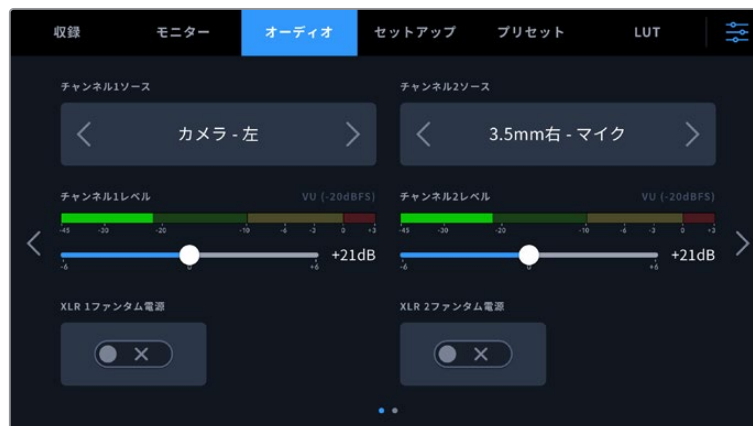 収録 モニター オーディオ セットアップ プリセット LUT
チャンネル1ソース チャンネル2ソース
カメラ - 左 3.5mm右 - マイク
チャンネル1レベル VU (-20dBFS) チャンネル2レベル VU (-20dBFS)
-45 -30 -20 -10 -6 -3 0 +3 -45 -30 -20 -10 -6 -3 0 +3
+21dB +21dB
-6 0 +6 -6 0 +6
XLR 1ファンタム電源 XLR 2ファンタム電源